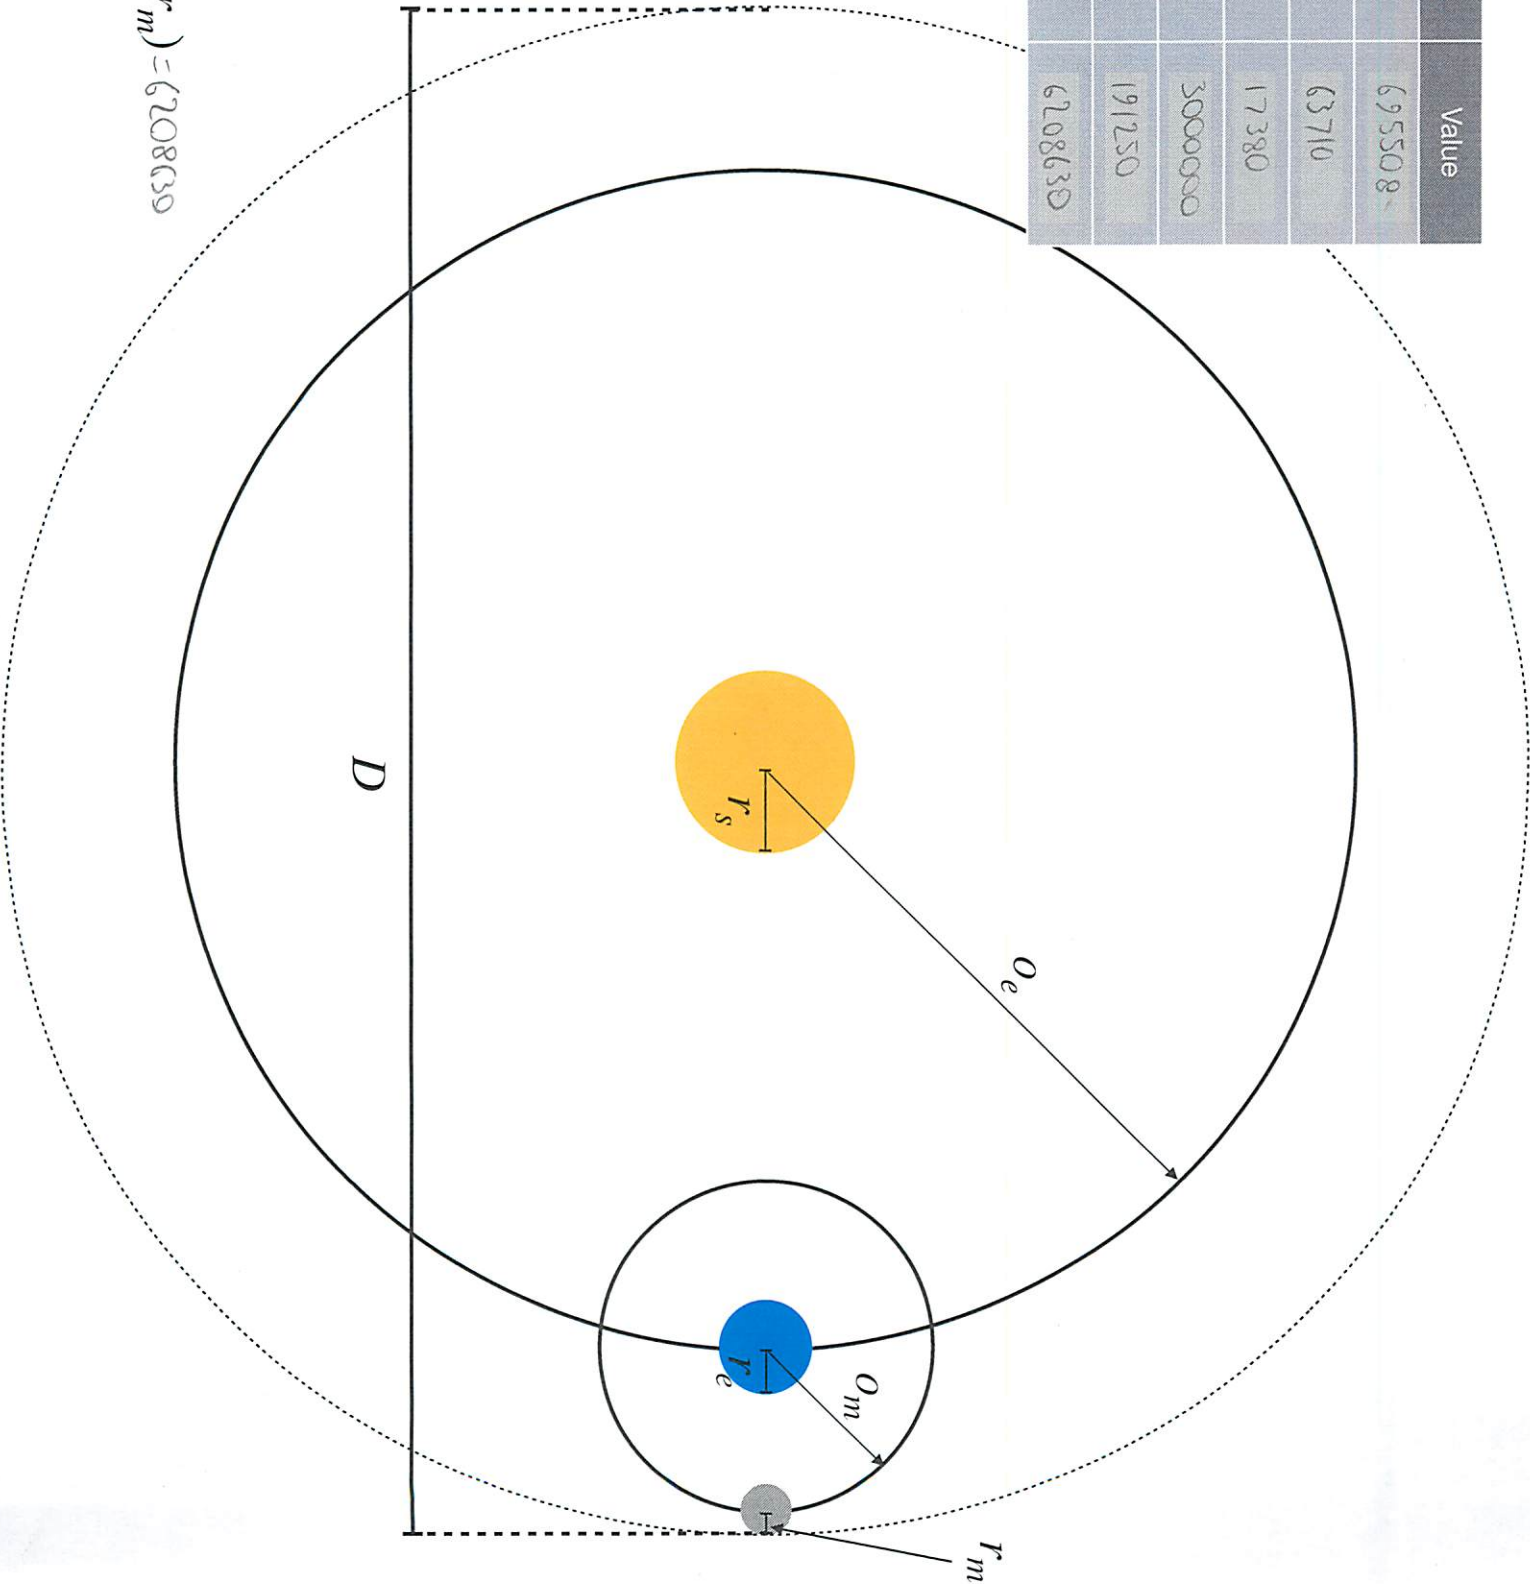 Value
695508-
63710
17380
3000000
191250
6208630
o_e
r_m
o_m
r_s
r_e
D
r_m) = 6208630